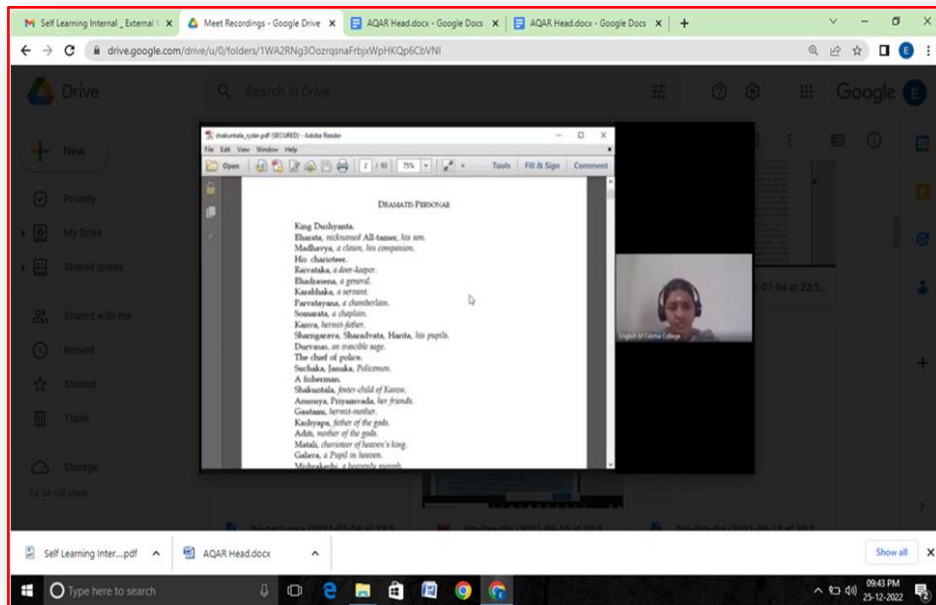 Self Learning Internal _ External
Meet Recordings - Google Drive
AQAR Head.docx - Google Docs
AQAR Head.docx - Google Docs
drive.google.com/drive/u/0/folders/1WA2RNg3OozrqsnaFrbjxWpHKQp6CbVNI
E
Drive
Search in Drive
Google
E
New
Priority
My Drive
Shared drives
Shared with me
Recent
Starred
Trash
Storage
shakuntala_ryder.pdf (SECURED) - Adobe Reader
File Edit View Window Help
Open
2 / 61
75%
Tools
Fill & Sign
Comment
DRAMATIS PERSONAE
King Dushyanta.
Bharata, nicknamed All-tamer, his son.
Madhavya, a clown, his companion.
His charioteer.
Raivataka, a door-keeper.
Bhadrasena, a general.
Karabhaka, a servant.
Parvatayana, a chamberlain.
Somarata, a chaplain.
Kanva, hermit-father.
Sharngarava, Sharadvata, Harita, his pupils.
Durvasas, an irascible sage.
The chief of police.
Suchaka, Januka, Policemen.
A fisherman.
Shakuntala, foster-child of Kanva.
Anusuya, Priyamvada, her friends.
Gautami, hermit-mother.
Kashyapa, father of the gods.
Aditi, mother of the gods.
Matali, charioteer of heaven's king.
Galava, a Pupil in heaven.
Mishrakeshi, a heavenly nymph.
Self Learning Inter....pdf
AQAR Head.docx
Show all
Type here to search
09:43 PM
25-12-2022
2